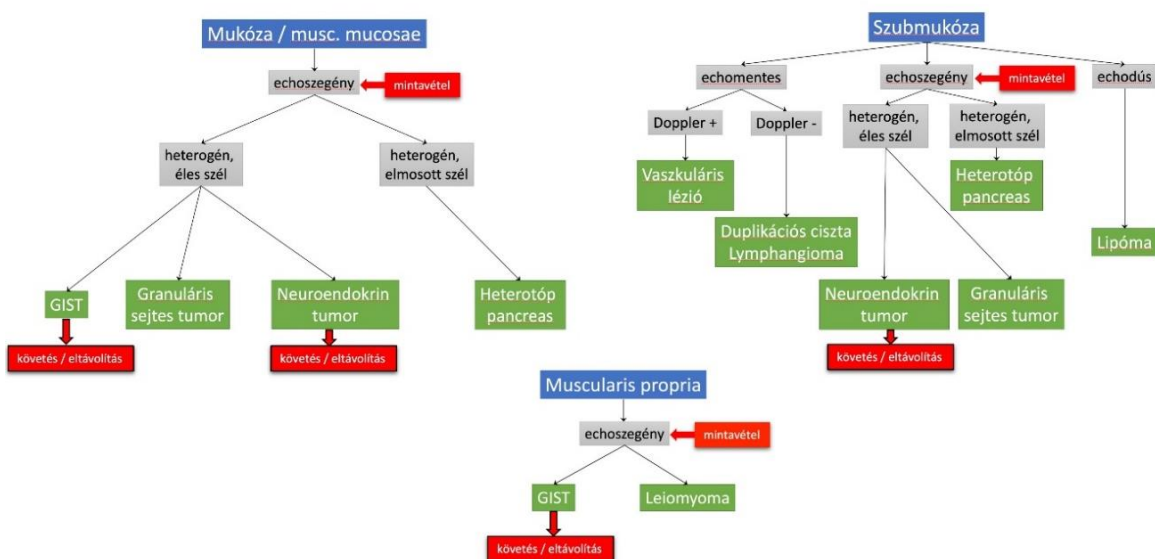 Mukóza / musc. mucosae
echoszegény
mintavétel
heterogén,
éles szél
heterogén,
elmosott szél
GIST
Granuláris
sejtes tumor
Neuroendokrin
tumor
Heterotóp
pancreas
követés / eltávolítás
követés / eltávolítás
Szubmukóza
echomentes
echoszegény
mintavétel
echodús
Doppler +
Doppler -
heterogén,
éles szél
heterogén,
elmosott szél
Vaszkuláris
lézió
Heterotóp
pancreas
Duplikációs ciszta
Lymphangioma
Lipóma
Neuroendokrin
tumor
Granuláris
sejtes tumor
követés / eltávolítás
Muscularis propria
echoszegény
mintavétel
GIST
Leiomyoma
követés / eltávolítás